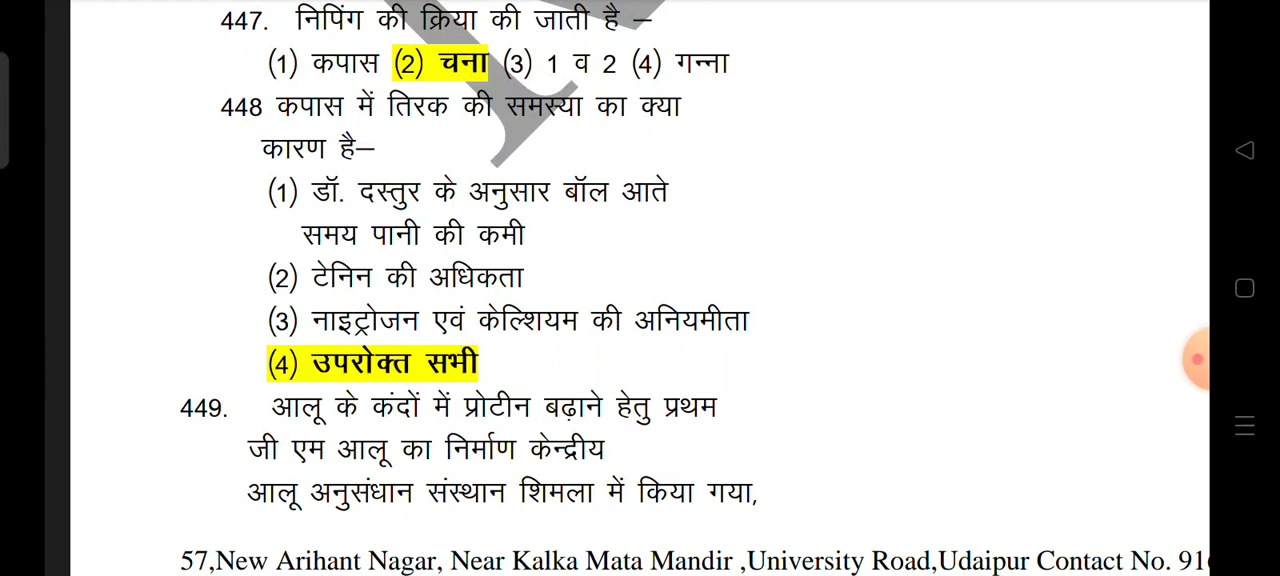 447. निपिंग की क्रिया की जाती है –
(1) कपास (2) चना (3) 1 व 2 (4) गन्ना
448 कपास में तिरक की समस्या का क्या
कारण है–
(1) डॉ. दस्तुर के अनुसार बॉल आते
समय पानी की कमी
(2) टेनिन की अधिकता
(3) नाइट्रोजन एवं केल्शियम की अनियमीता
(4) उपरोक्त सभी
449. आलू के कंदों में प्रोटीन बढ़ाने हेतु प्रथम
जी एम आलू का निर्माण केन्द्रीय
आलू अनुसंधान संस्थान शिमला में किया गया,
57,New Arihant Nagar, Near Kalka Mata Mandir ,University Road,Udaipur Contact No. 91